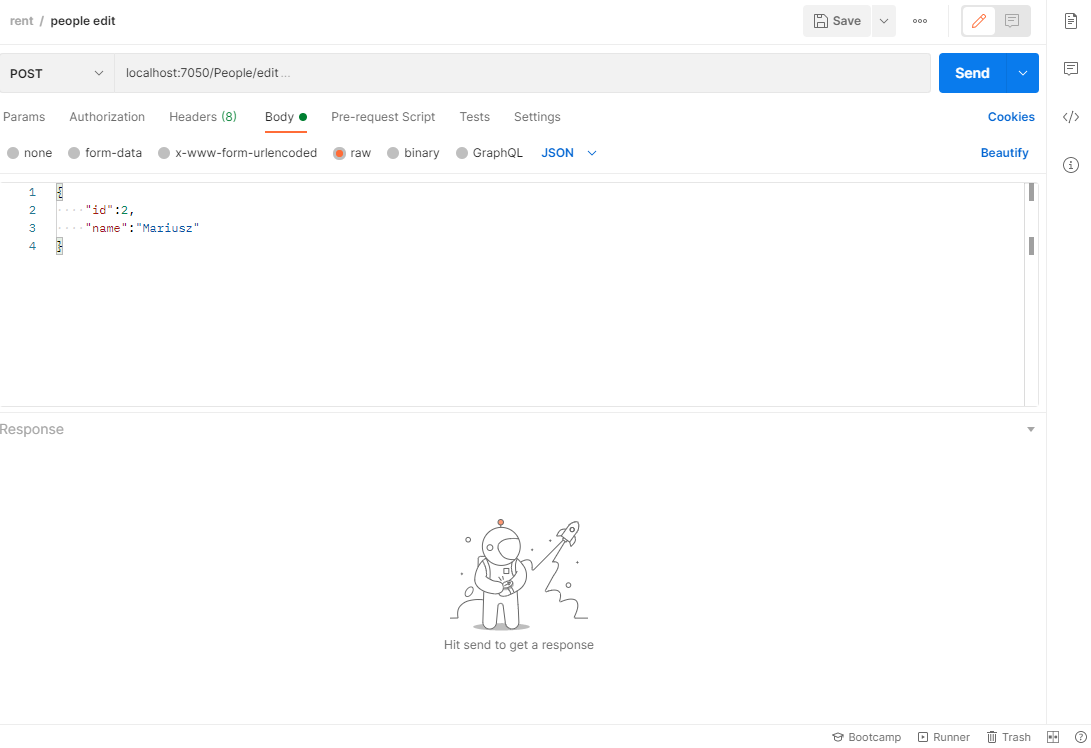 rent / people edit
Save
POST
localhost:7050/People/edit ...
Send
Params Authorization Headers (8) Body Pre-request Script Tests Settings Cookies
none form-data x-www-form-urlencoded raw binary GraphQL JSON Beautify
1 {
2 "id":2,
3 "name":"Mariusz"
4 }
Response
Hit send to get a response
Bootcamp Runner Trash